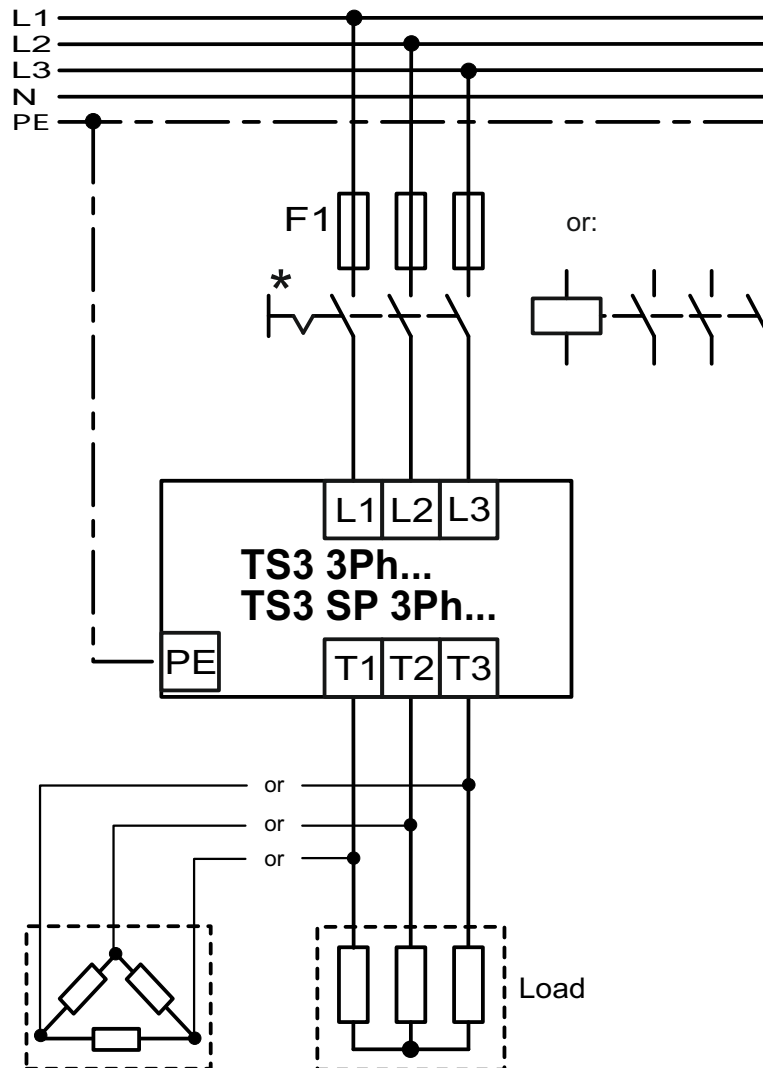 L1
L2
L3
N
PE
F1
or:
*
L1 L2 L3
TS3 3Ph...
TS3 SP 3Ph...
PE
T1 T2 T3
or
or
or
Load